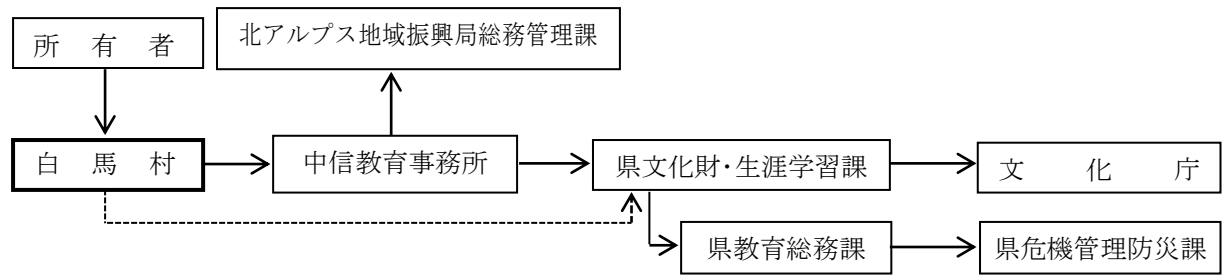 所有者
北アルプス地域振興局総務管理課
白馬村
中信教育事務所
県文化財・生涯学習課
文化庁
県教育総務課
県危機管理防災課